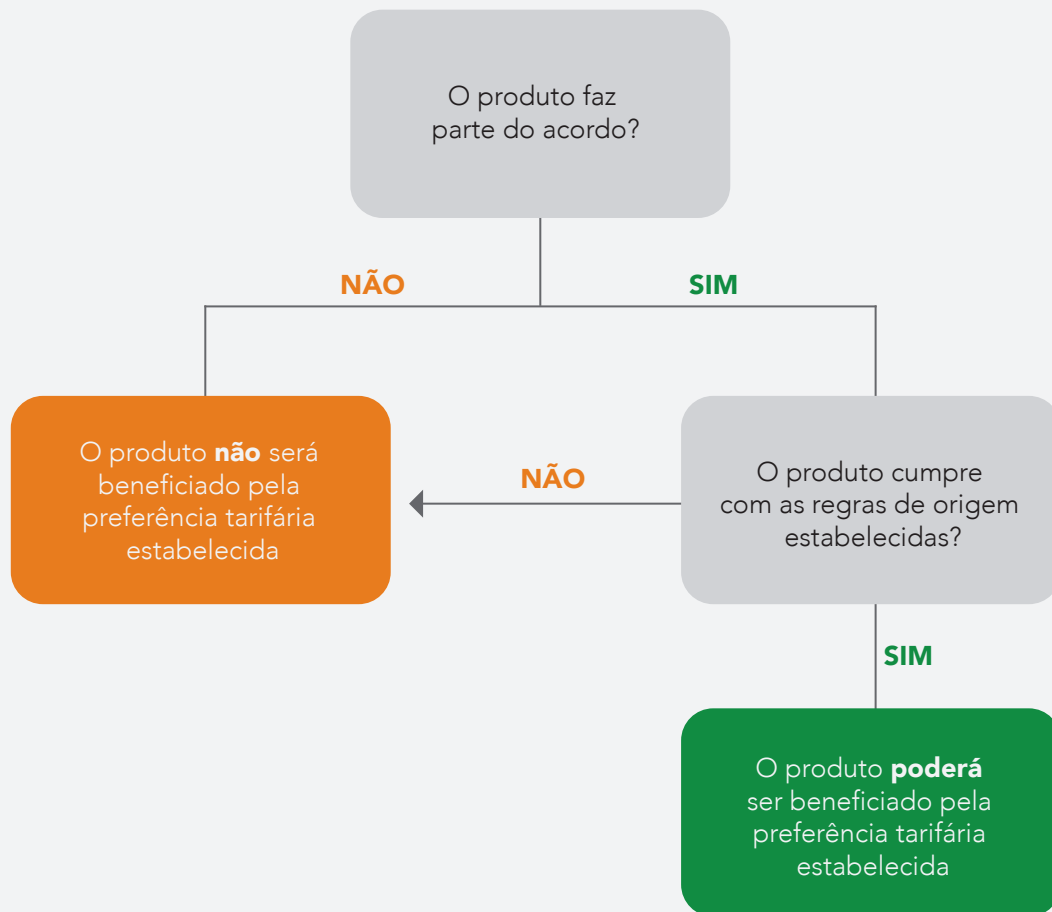 O produto faz
parte do acordo?
NÃO
SIM
O produto não será
beneficiado pela
preferência tarifária
estabelecida
NÃO
O produto cumpre
com as regras de origem
estabelecidas?
SIM
O produto poderá
ser beneficiado pela
preferência tarifária
estabelecida